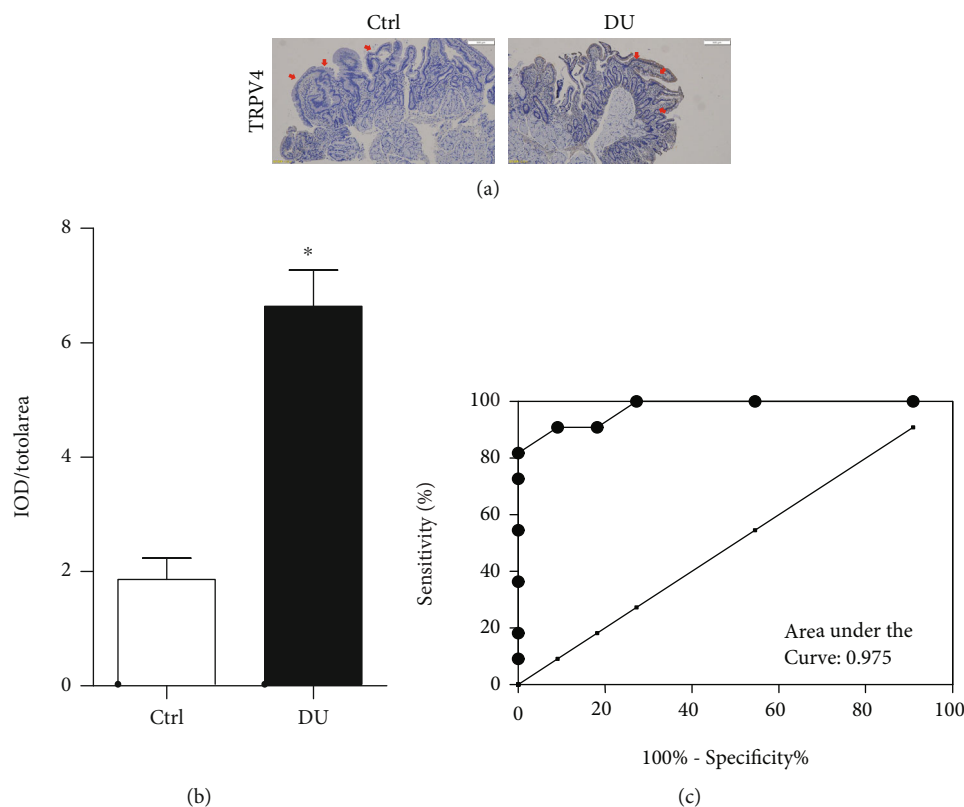 Ctrl
DU
TRPV4
(a)
8
6
4
2
0
IOD/totolarea
*
Ctrl
DU
(b)
100
80
60
40
20
0
Sensitivity (%)
Area under the
Curve: 0.975
0
20
40
60
80
100
100% - Specificity%
(c)